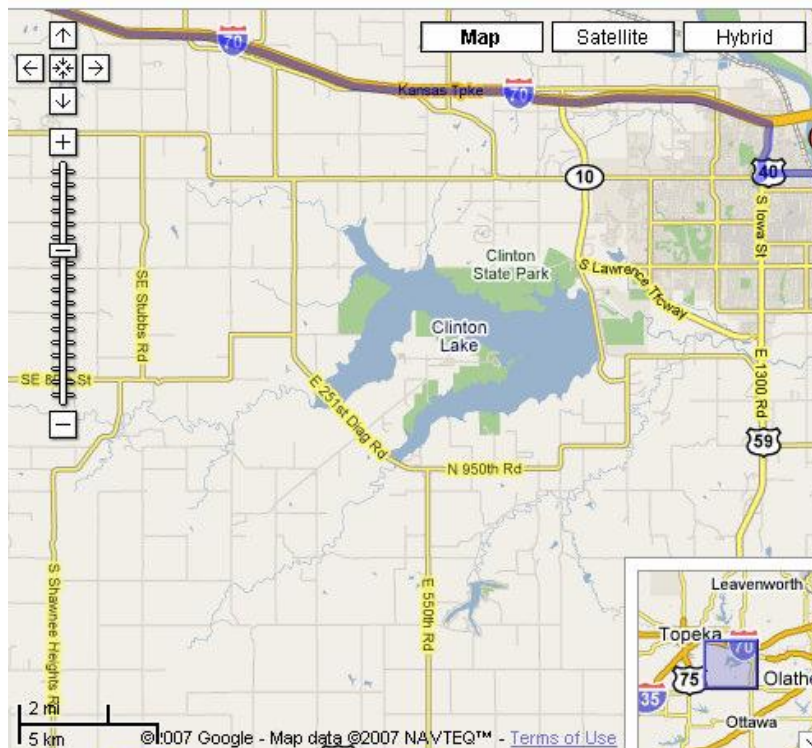 70
Map
Satellite
Hybrid
Kansas Tpke
70
10
40
S Iowa St
Clinton
State Park
S Lawrence Tfcway
Clinton
Lake
SE Stubbs Rd
E 1300 Rd
SE St
E 251st Diag Rd
59
N 950th Rd
E 550th Rd
S Shawnee Heights
Leavenworth
Topeka
70
75
Olathe
35
Ottawa
2 mi
5 km
©2007 Google - Map data ©2007 NAVTEQ™ - Terms of Use